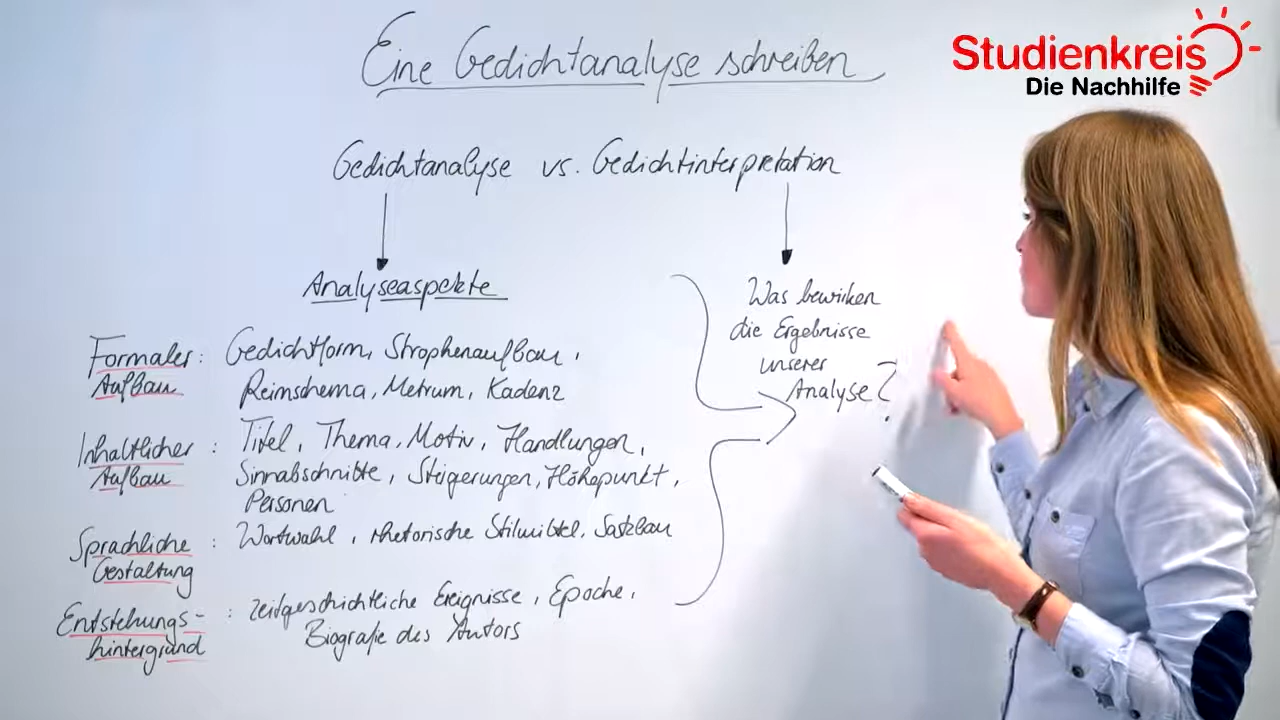 Eine Gedichtanalyse schreiben
Studienkreis
Die Nachhilfe
Gedichtanalyse vs. Gedichtinterpretation
Analyseaspekte
Formaler Aufbau: Gedichtform, Strophenaufbau,
Reimschema, Metrum, Kadenz
Inhaltlicher Aufbau: Titel, Thema, Motiv, Handlungen,
Sinnabschnitte, Steigerungen, Höhepunkt,
Personen
Sprachliche Gestaltung: Wortwahl, rhetorische Stilmittel, Satzbau
Entstehungs-
hintergrund: zeitgeschichtliche Ereignisse, Epoche,
Biografie des Autors
Was bewirken
die Ergebnisse
unserer
Analyse?